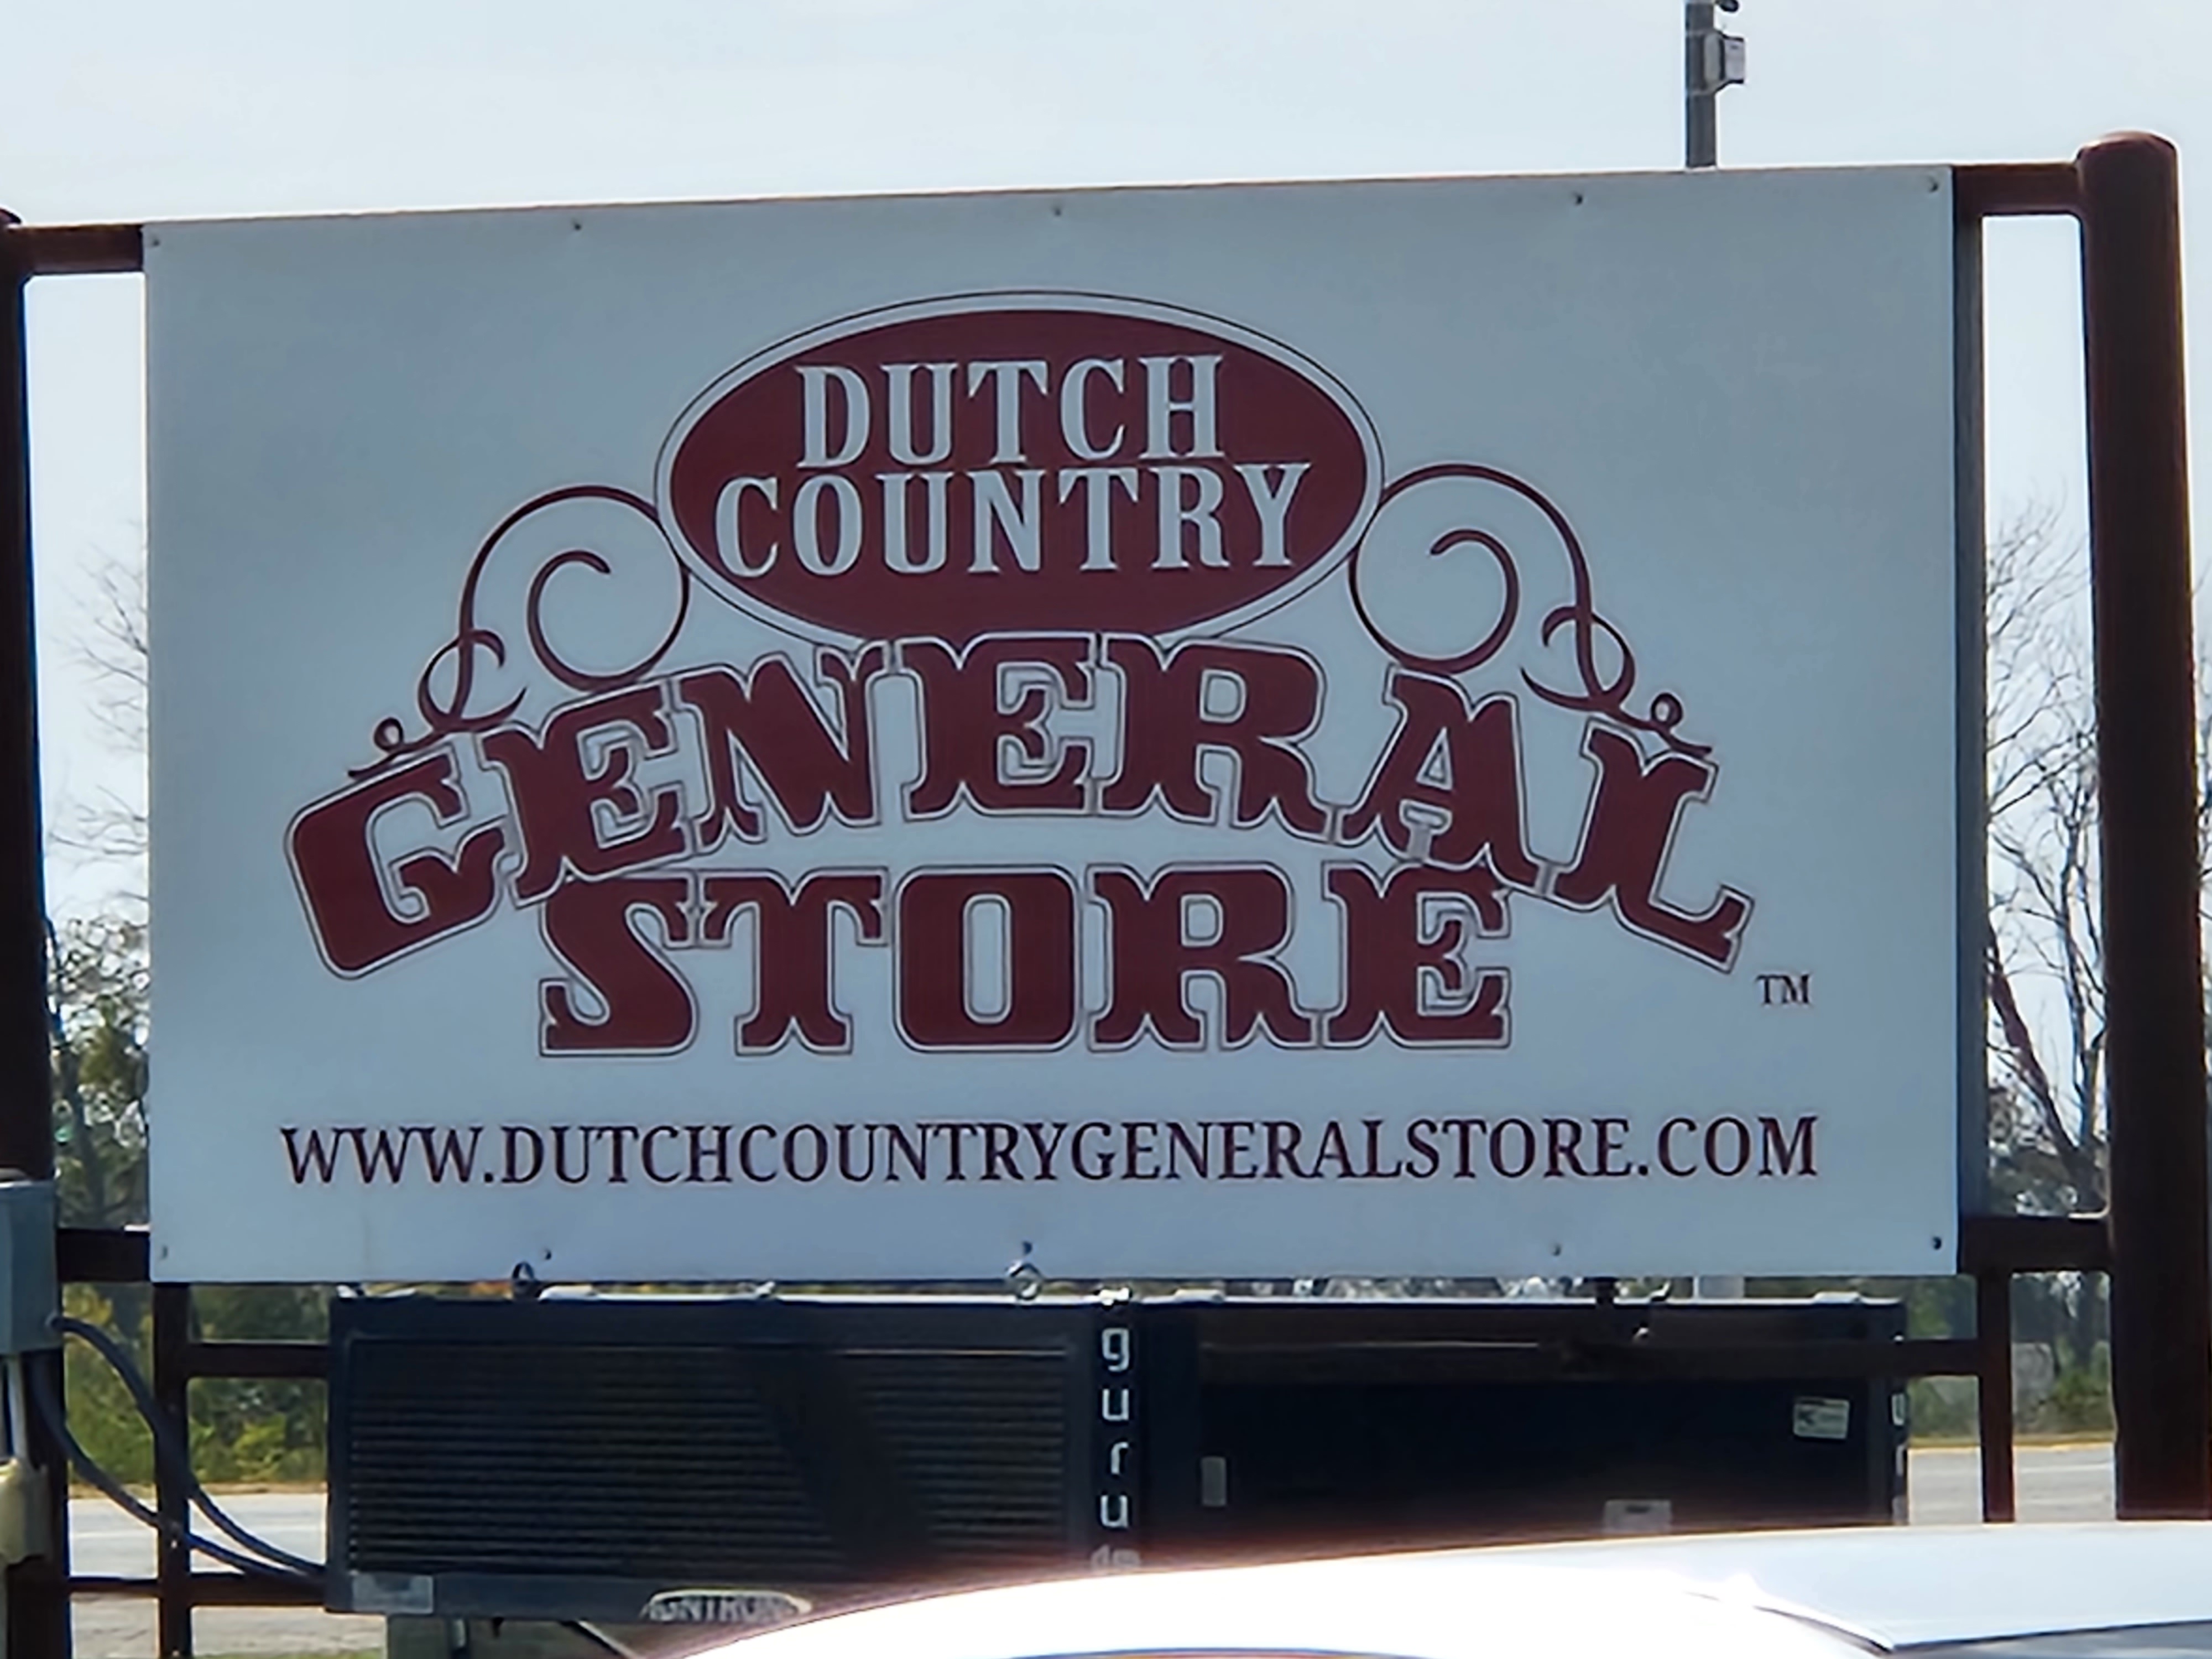 DUTCH
COUNTRY
GENERAL
STORE
TM
WWW.DUTCHCOUNTRYGENERALSTORE.COM
guru